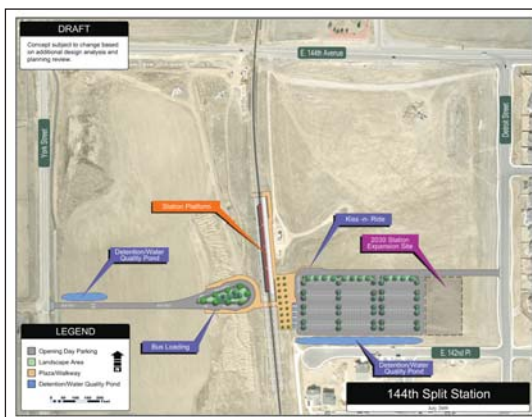 DRAFT
Concept subject to change based
on additional design analysis and
planning review.
E. 144th Avenue
York Street
Detroit Street
Station Platform
Kiss -n- Ride
2030 Station
Expansion Site
Detention/Water
Quality Pond
Bus Loading
LEGEND
Opening Day Parking
Landscape Area
Plaza/Walkway
Detention/Water Quality Pond
E. 142nd Pl.
Detention/Water
Quality Pond
144th Split Station